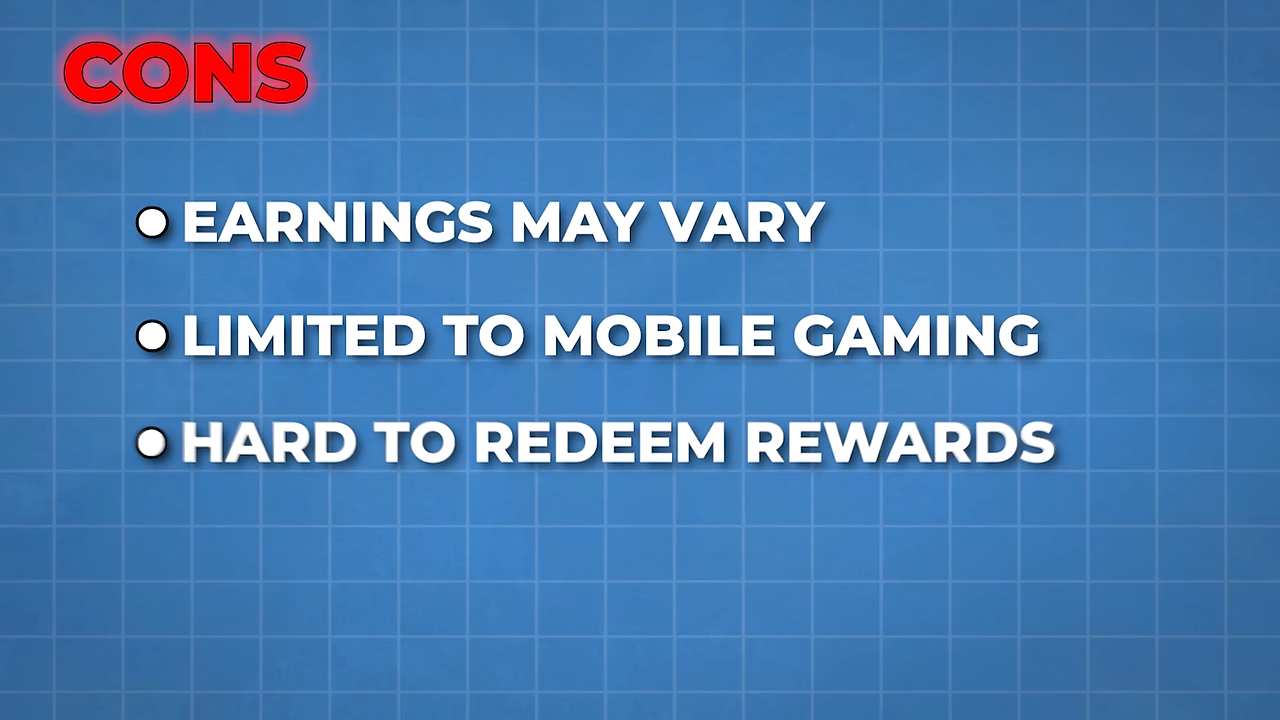 CONS
EARNINGS MAY VARY
LIMITED TO MOBILE GAMING
HARD TO REDEEM REWARDS